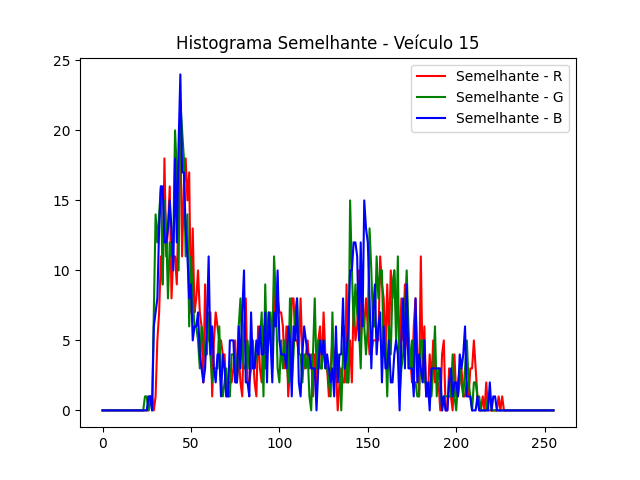 Histograma Semelhante - Veículo 15
Semelhante - R
Semelhante - G
Semelhante - B
25
20
15
10
5
0
0 50 100 150 200 250